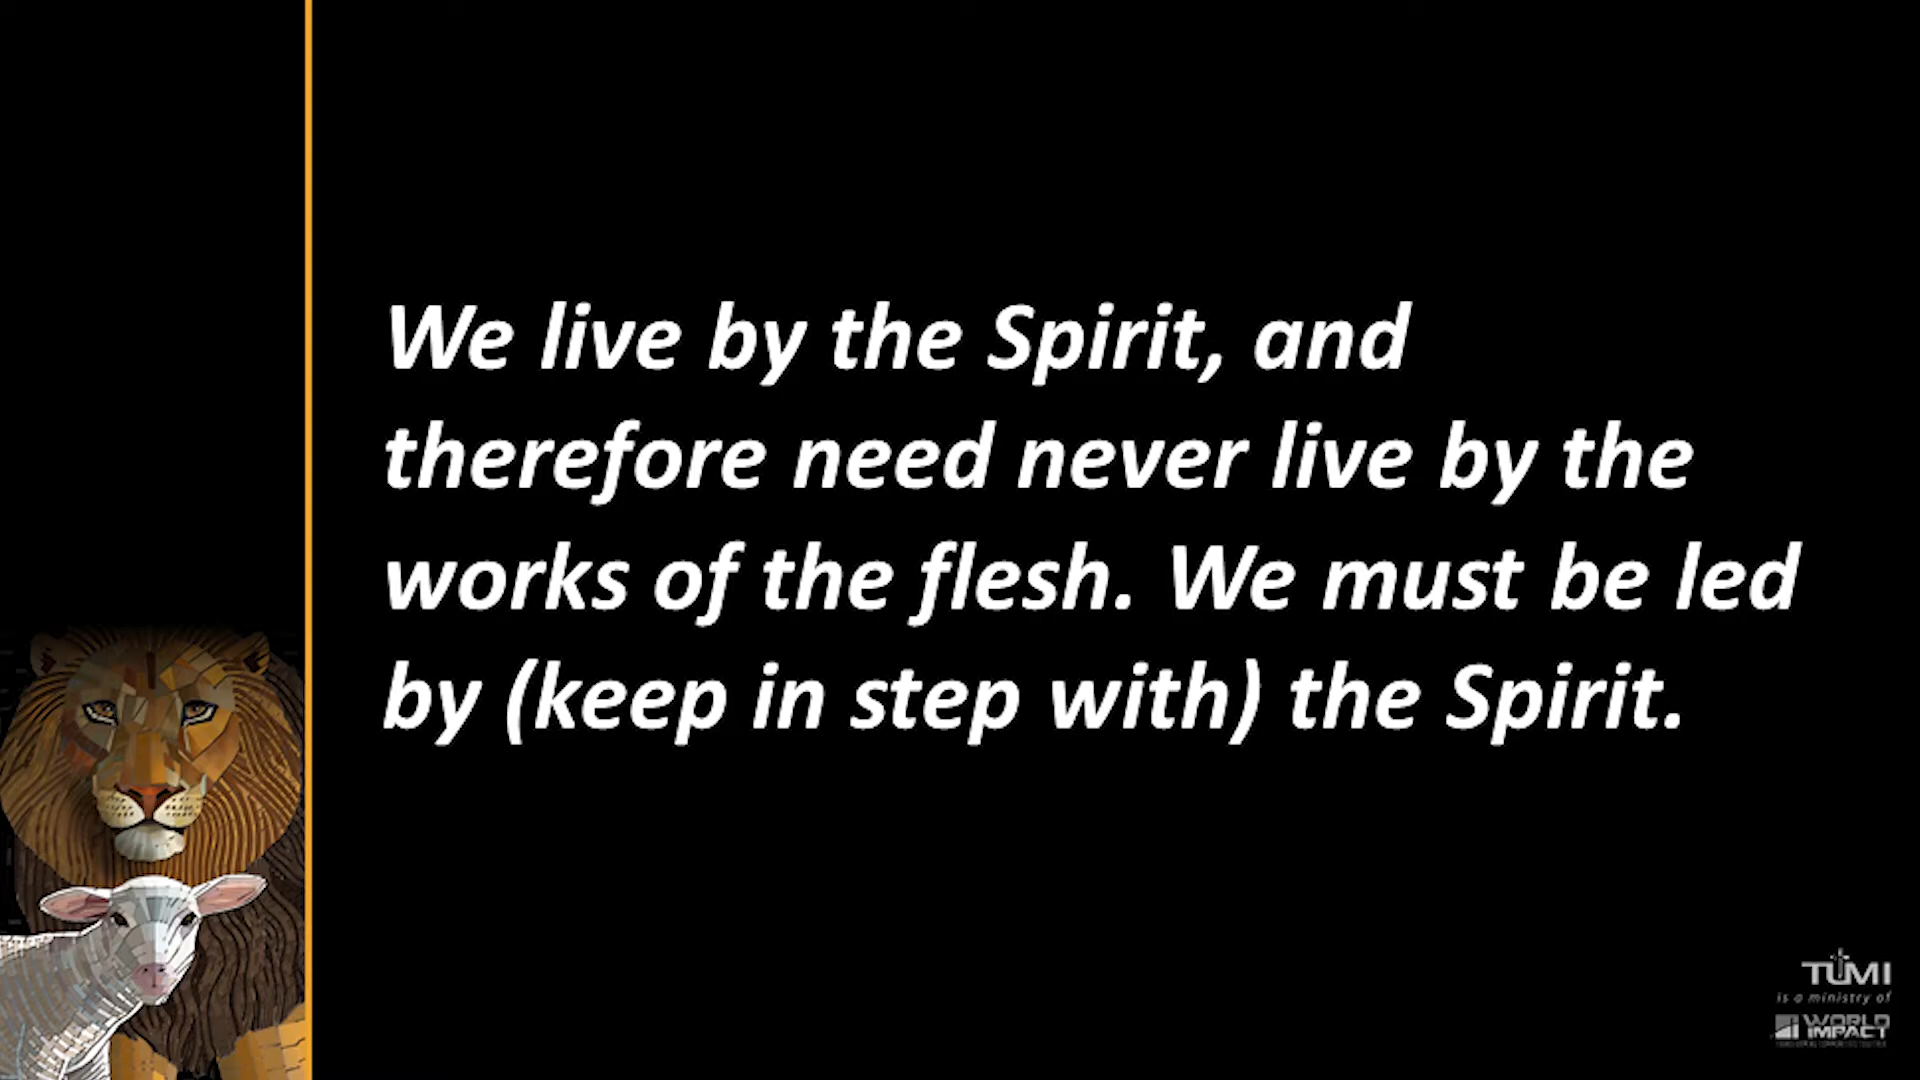 We live by the Spirit, and
therefore need never live by the
works of the flesh. We must be led
by (keep in step with) the Spirit.
TUMI
is a ministry of
WORLD
IMPACT